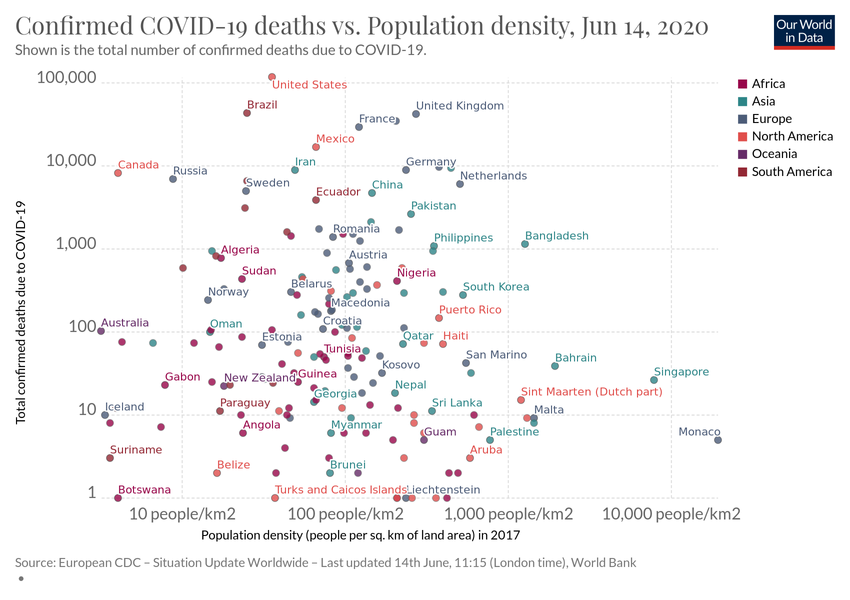 Confirmed COVID-19 deaths vs. Population density, Jun 14, 2020
Shown is the total number of confirmed deaths due to COVID-19.
Our World
in Data
Total confirmed deaths due to COVID-19
100,000
10,000
1,000
100
10
1
United States
Brazil
France
United Kingdom
Mexico
Canada
Russia
Iran
Germany
Sweden
Netherlands
China
Ecuador
Pakistan
Romania
Philippines
Bangladesh
Algeria
Austria
Sudan
Nigeria
Norway
Belarus
South Korea
Macedonia
Puerto Rico
Australia
Oman
Croatia
Estonia
Qatar
Haiti
Tunisia
San Marino
Bahrain
Kosovo
Gabon
New Zealand
Guinea
Singapore
Georgia
Nepal
Sint Maarten (Dutch part)
Iceland
Paraguay
Sri Lanka
Malta
Angola
Myanmar
Guam
Palestine
Monaco
Suriname
Belize
Brunei
Aruba
Botswana
Turks and Caicos Islands
Liechtenstein
10 people/km2
100 people/km2
1,000 people/km2
10,000 people/km2
Population density (people per sq. km of land area) in 2017
Africa
Asia
Europe
North America
Oceania
South America
Source: European CDC – Situation Update Worldwide – Last updated 14th June, 11:15 (London time), World Bank